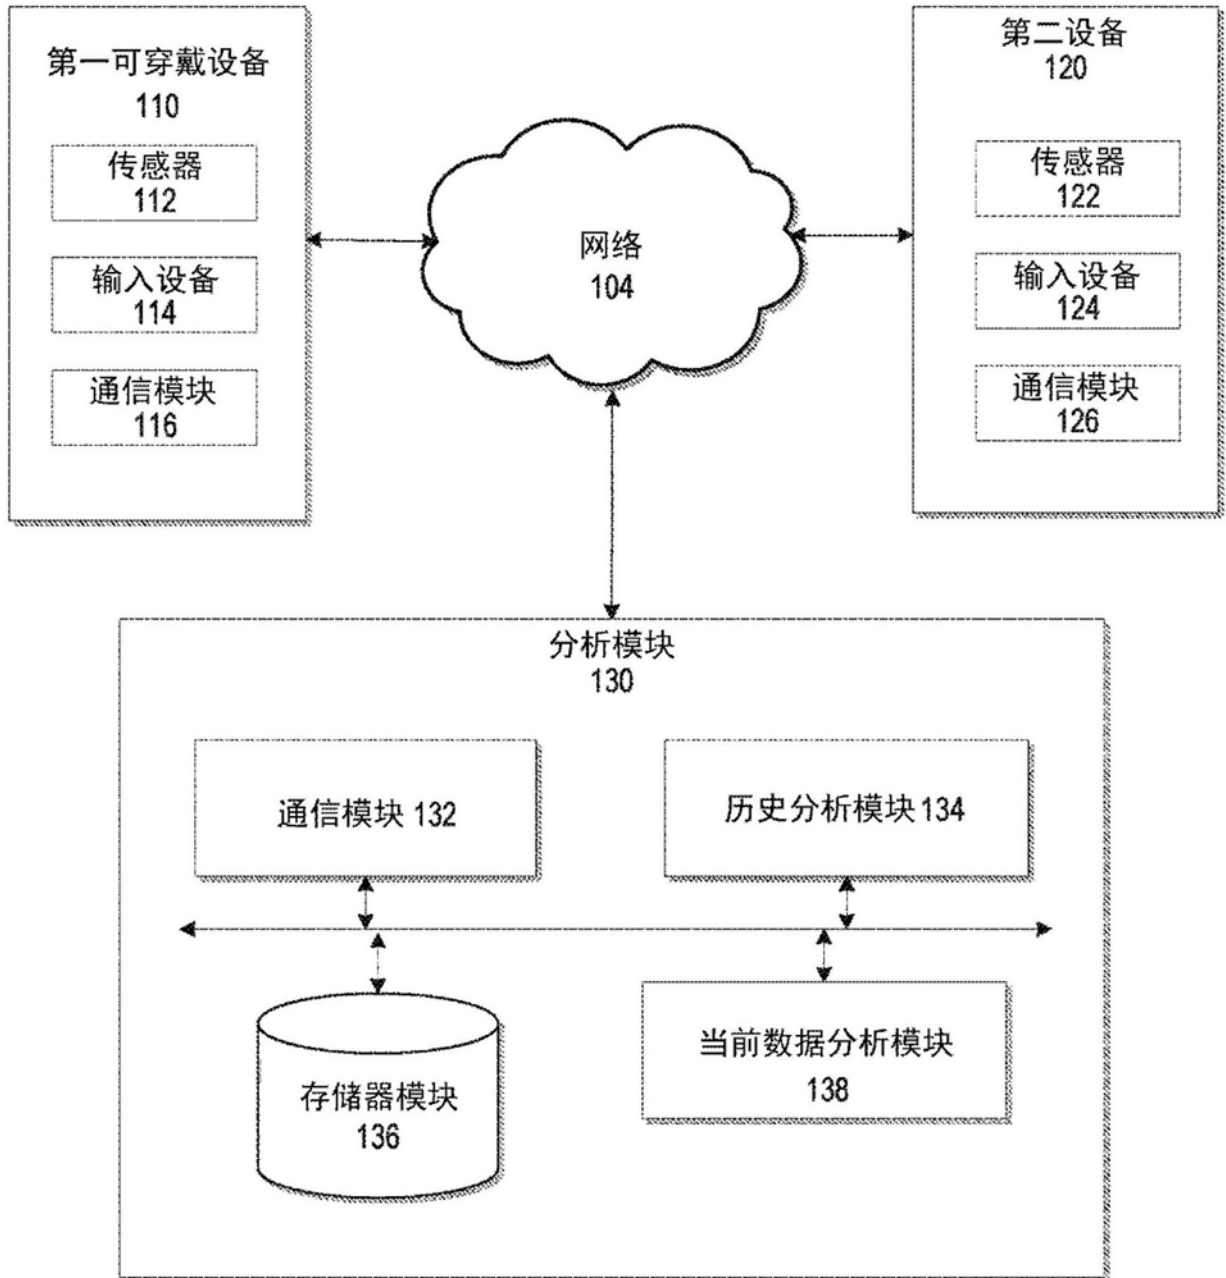 第一可穿戴设备
110
传感器
112
输入设备
114
通信模块
116
网络
104
第二设备
120
传感器
122
输入设备
124
通信模块
126
分析模块
130
通信模块 132
历史分析模块134
存储器模块
136
当前数据分析模块
138